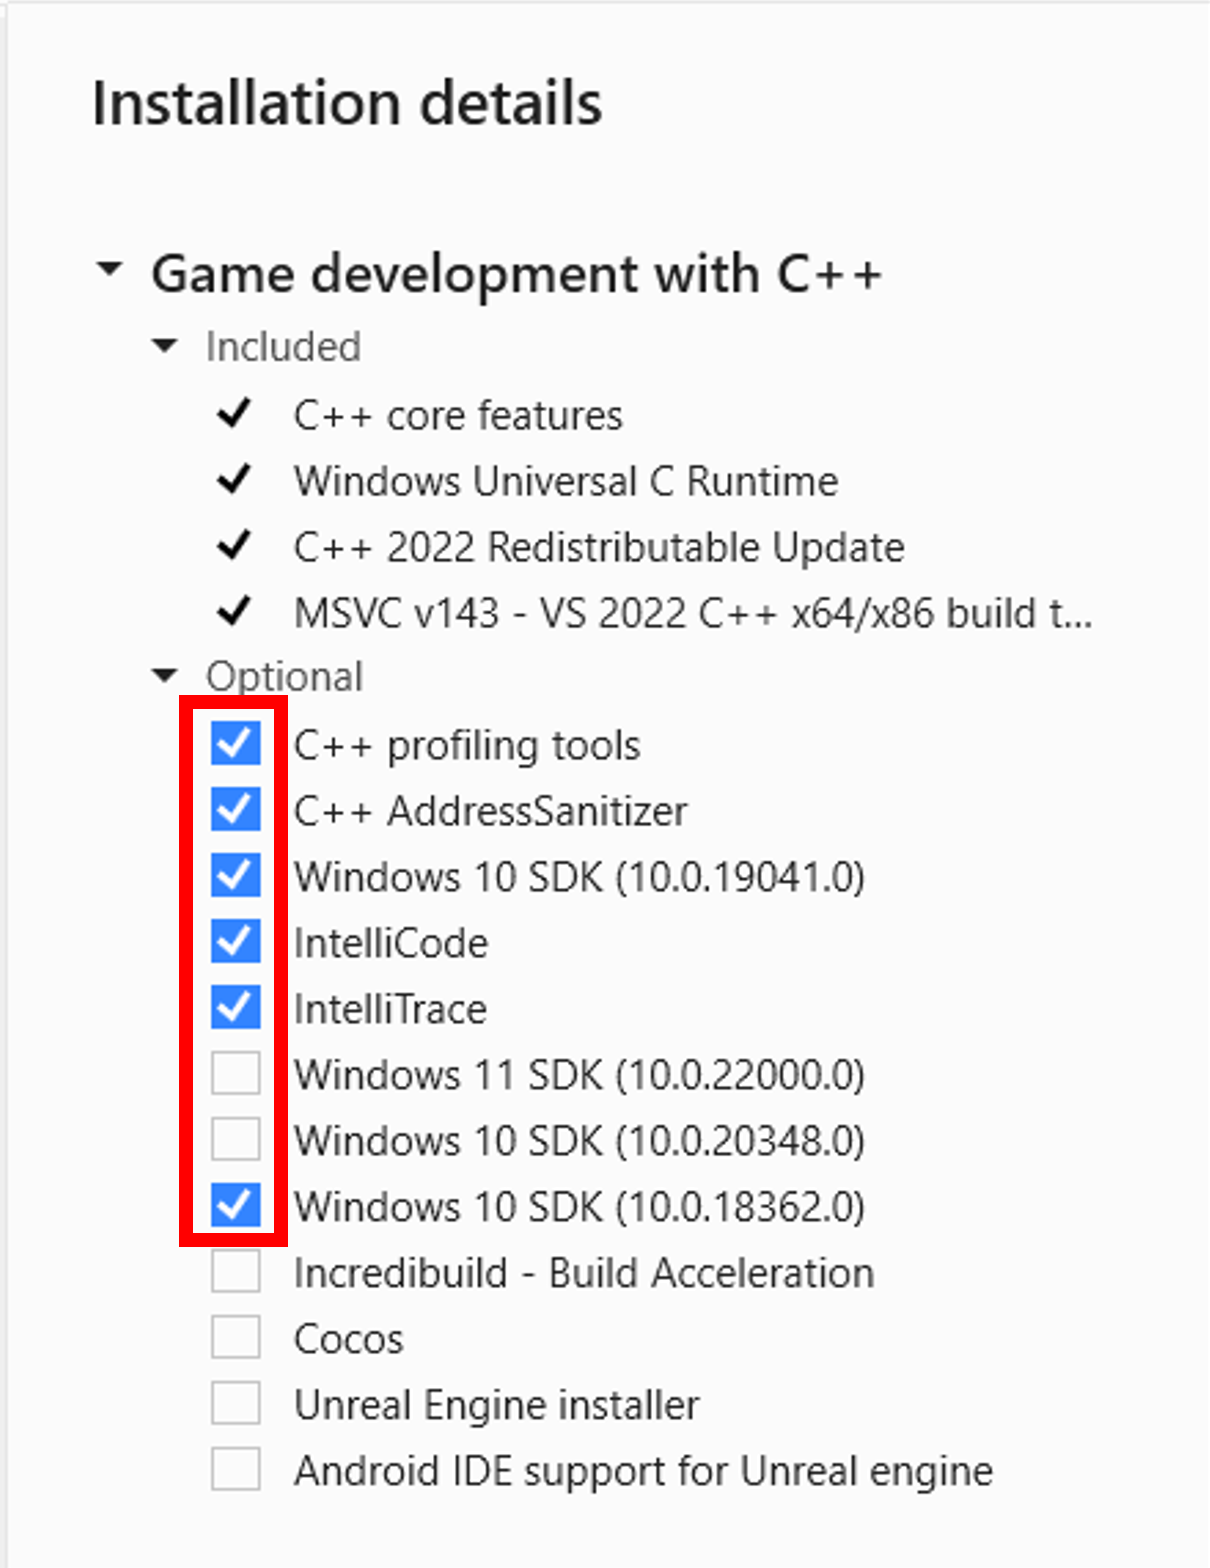 Installation details
Game development with C++
Included
C++ core features
Windows Universal C Runtime
C++ 2022 Redistributable Update
MSVC v143 - VS 2022 C++ x64/x86 build t...
Optional
C++ profiling tools
C++ AddressSanitizer
Windows 10 SDK (10.0.19041.0)
IntelliCode
IntelliTrace
Windows 11 SDK (10.0.22000.0)
Windows 10 SDK (10.0.20348.0)
Windows 10 SDK (10.0.18362.0)
Incredibuild - Build Acceleration
Cocos
Unreal Engine installer
Android IDE support for Unreal engine